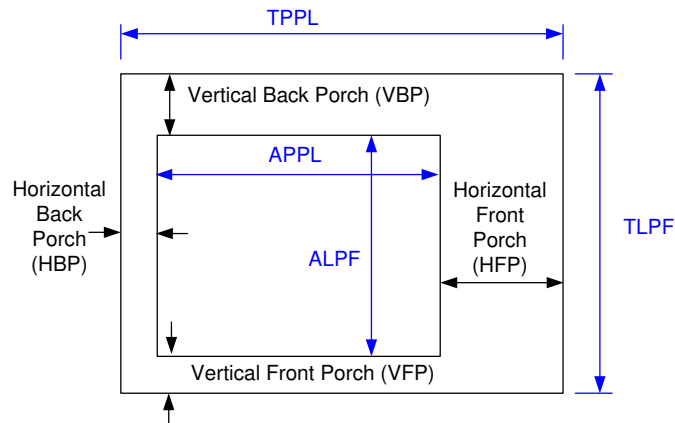 TPPL
Vertical Back Porch (VBP)
APPL
Horizontal
Back
Porch
(HBP)
Horizontal
Front
Porch
(HFP)
ALPF
TLPF
Vertical Front Porch (VFP)